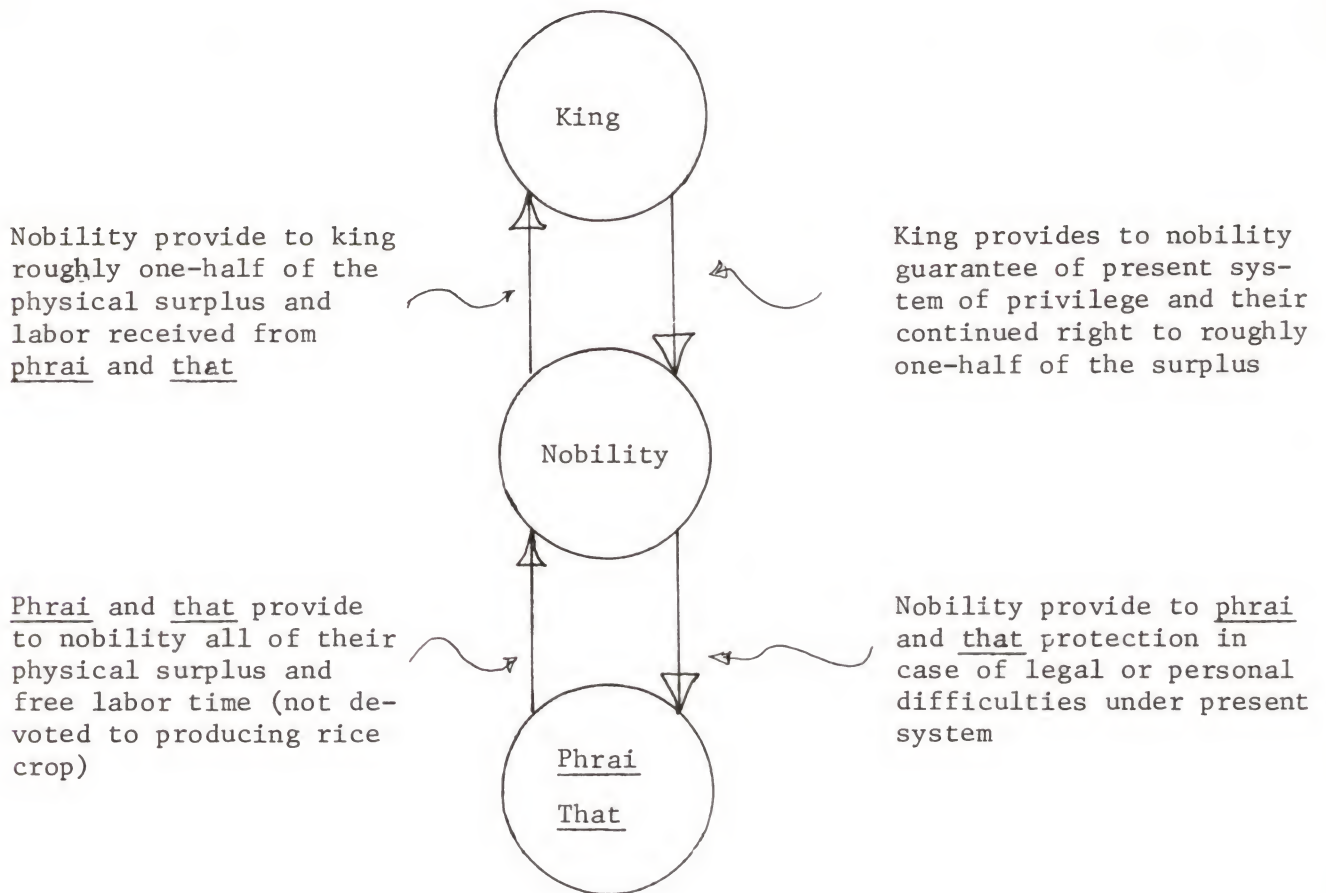 King
Nobility provide to king
roughly one-half of the
physical surplus and
labor received from
phrai and that
King provides to nobility
guarantee of present sys-
tem of privilege and their
continued right to roughly
one-half of the surplus
Nobility
Phrai and that provide
to nobility all of their
physical surplus and
free labor time (not de-
voted to producing rice
crop)
Nobility provide to phrai
and that protection in
case of legal or personal
difficulties under present
system
Phrai
That